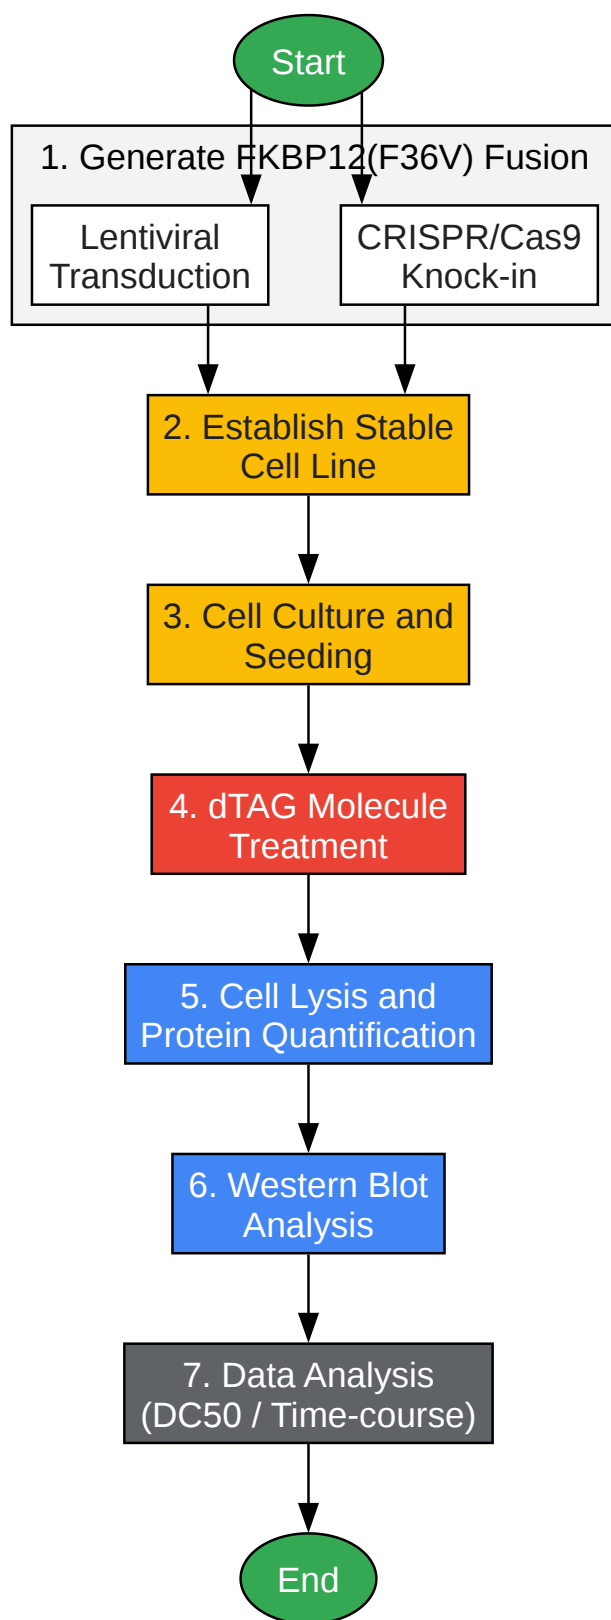 Start
1. Generate FKBP12(F36V) Fusion
Lentiviral
Transduction
CRISPR/Cas9
Knock-in
2. Establish Stable
Cell Line
3. Cell Culture and
Seeding
4. dTAG Molecule
Treatment
5. Cell Lysis and
Protein Quantification
6. Western Blot
Analysis
7. Data Analysis
(DC50 / Time-course)
End